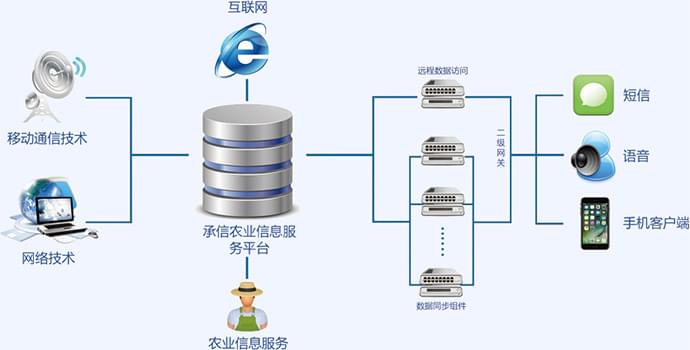 互联网
远程数据访问
移动通信技术
短信
二级网关
语音
承信农业信息服
务平台
手机客户端
网络技术
数据同步组件
农业信息服务